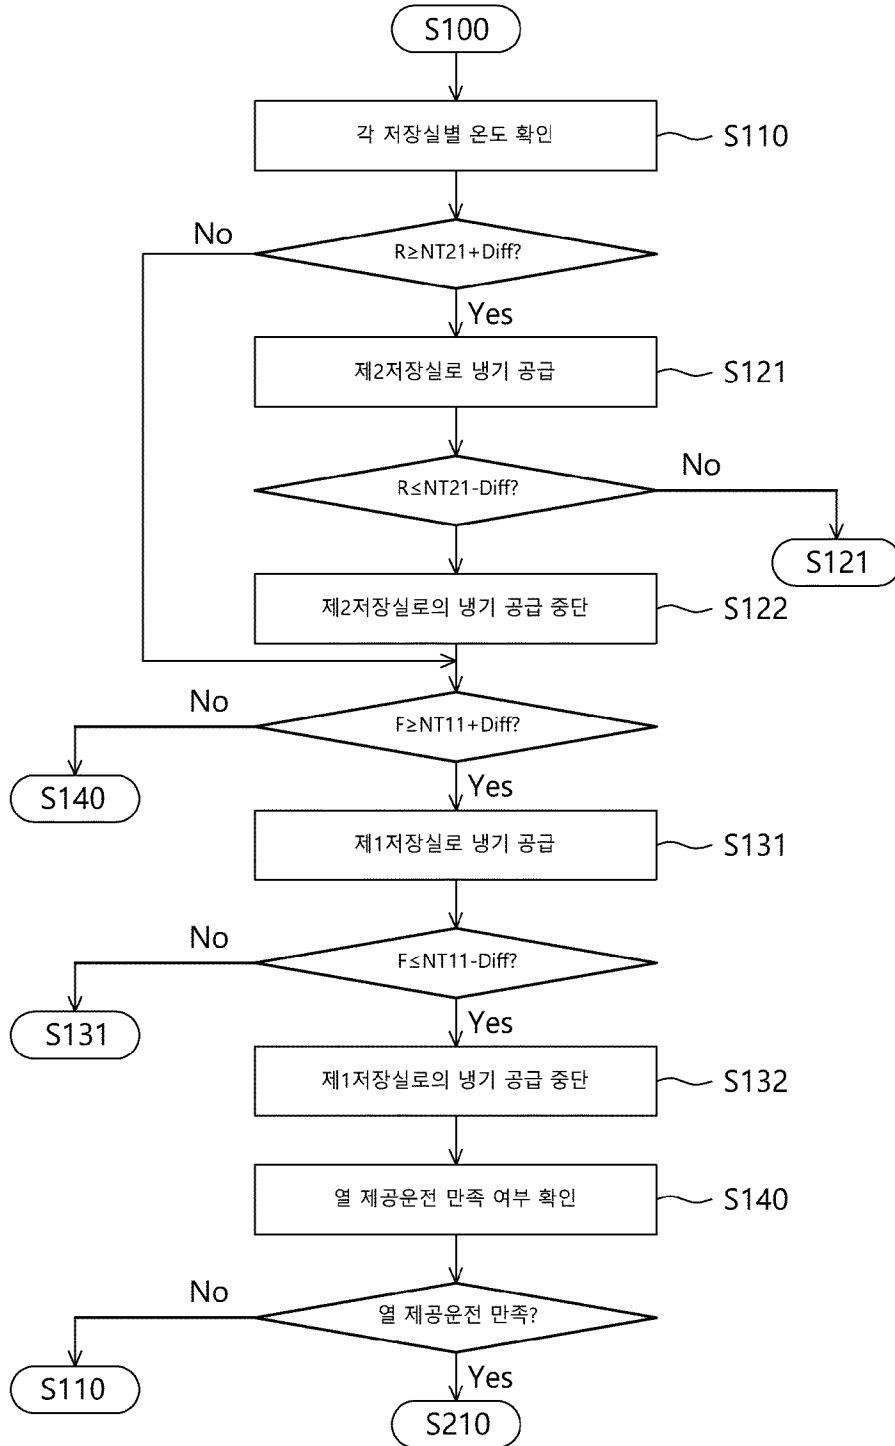 S100
각 저장실별 온도 확인
S110
No
R≥NT21+Diff?
Yes
제2저장실로 냉기 공급
S121
No
R≤NT21-Diff?
S121
제2저장실로의 냉기 공급 중단
S122
No
F≥NT11+Diff?
Yes
S140
제1저장실로 냉기 공급
S131
No
F≤NT11-Diff?
Yes
S131
제1저장실로의 냉기 공급 중단
S132
열 제공운전 만족 여부 확인
S140
No
열 제공운전 만족?
Yes
S110
S210